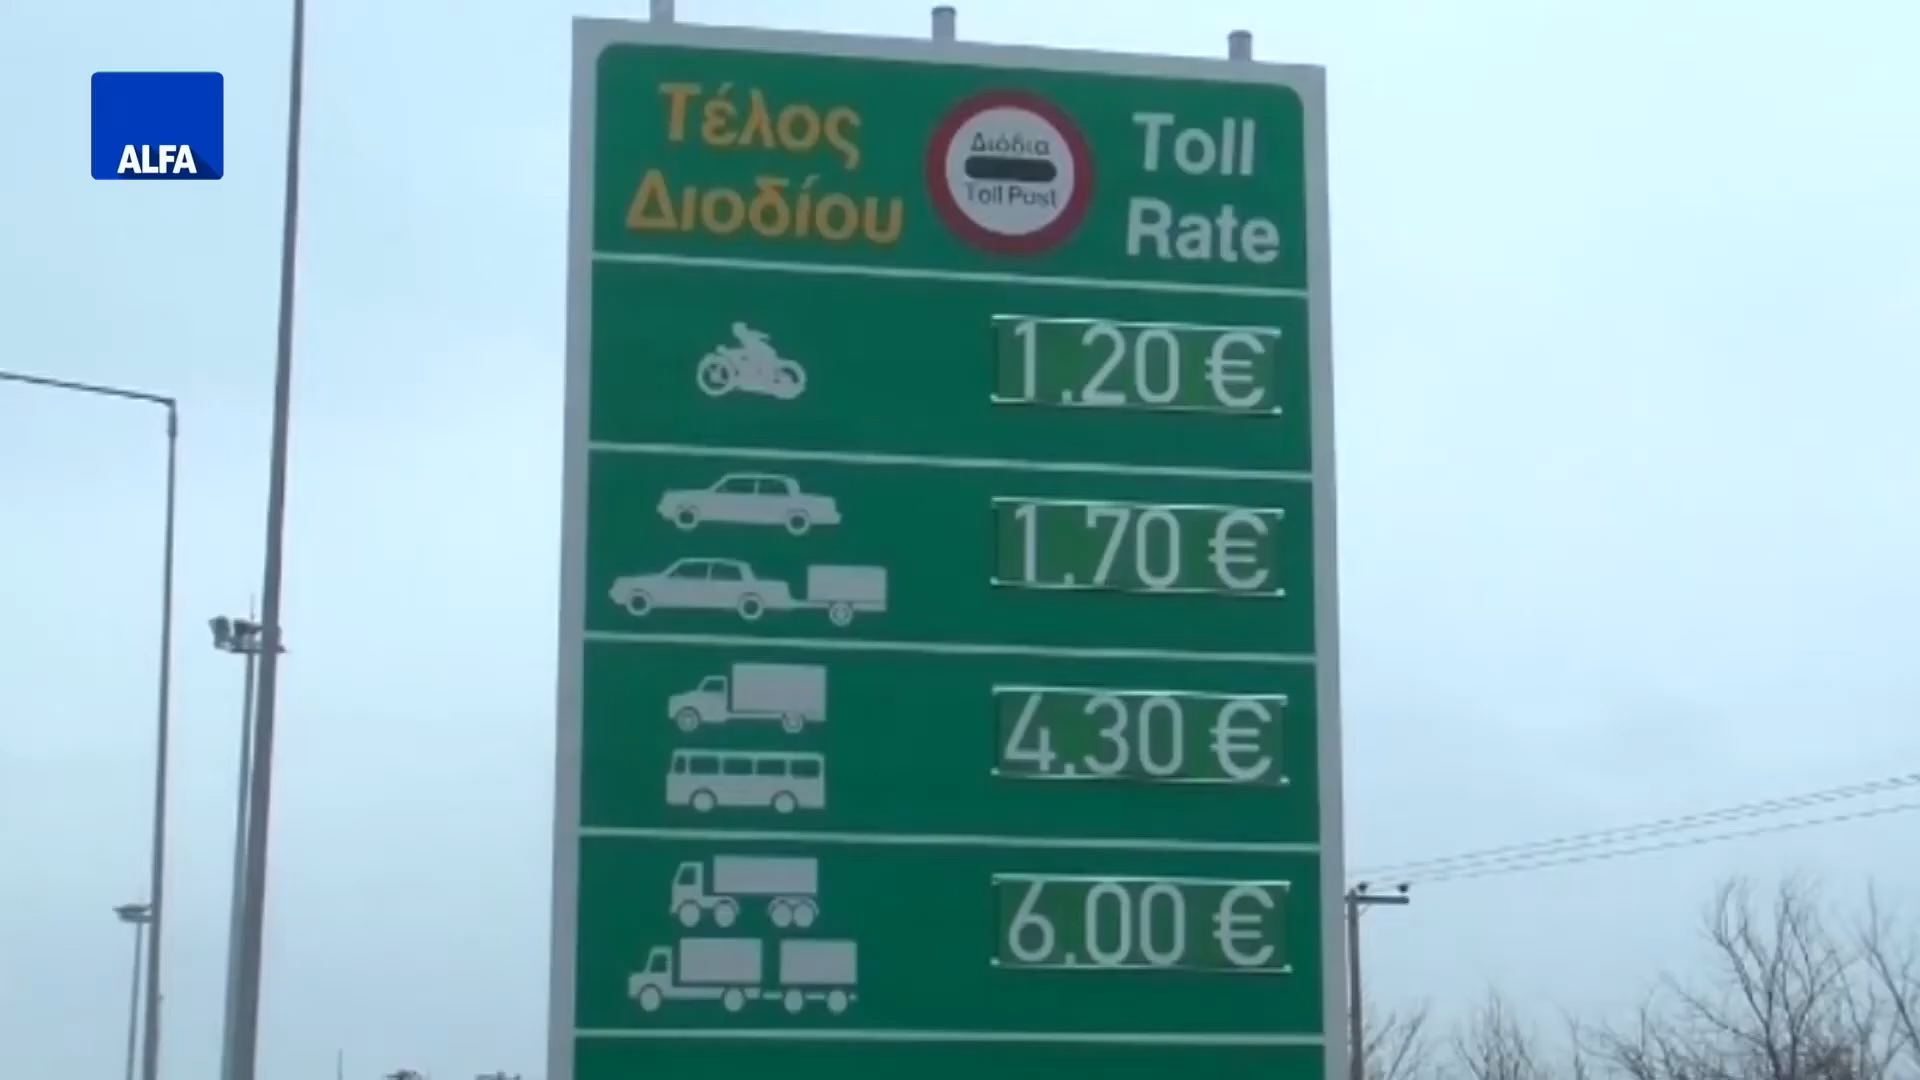 ALFA
Τέλος
Διοδίου
Διόδια
Toll Post
Toll
Rate
1.20 €
1.70 €
4.30 €
6.00 €